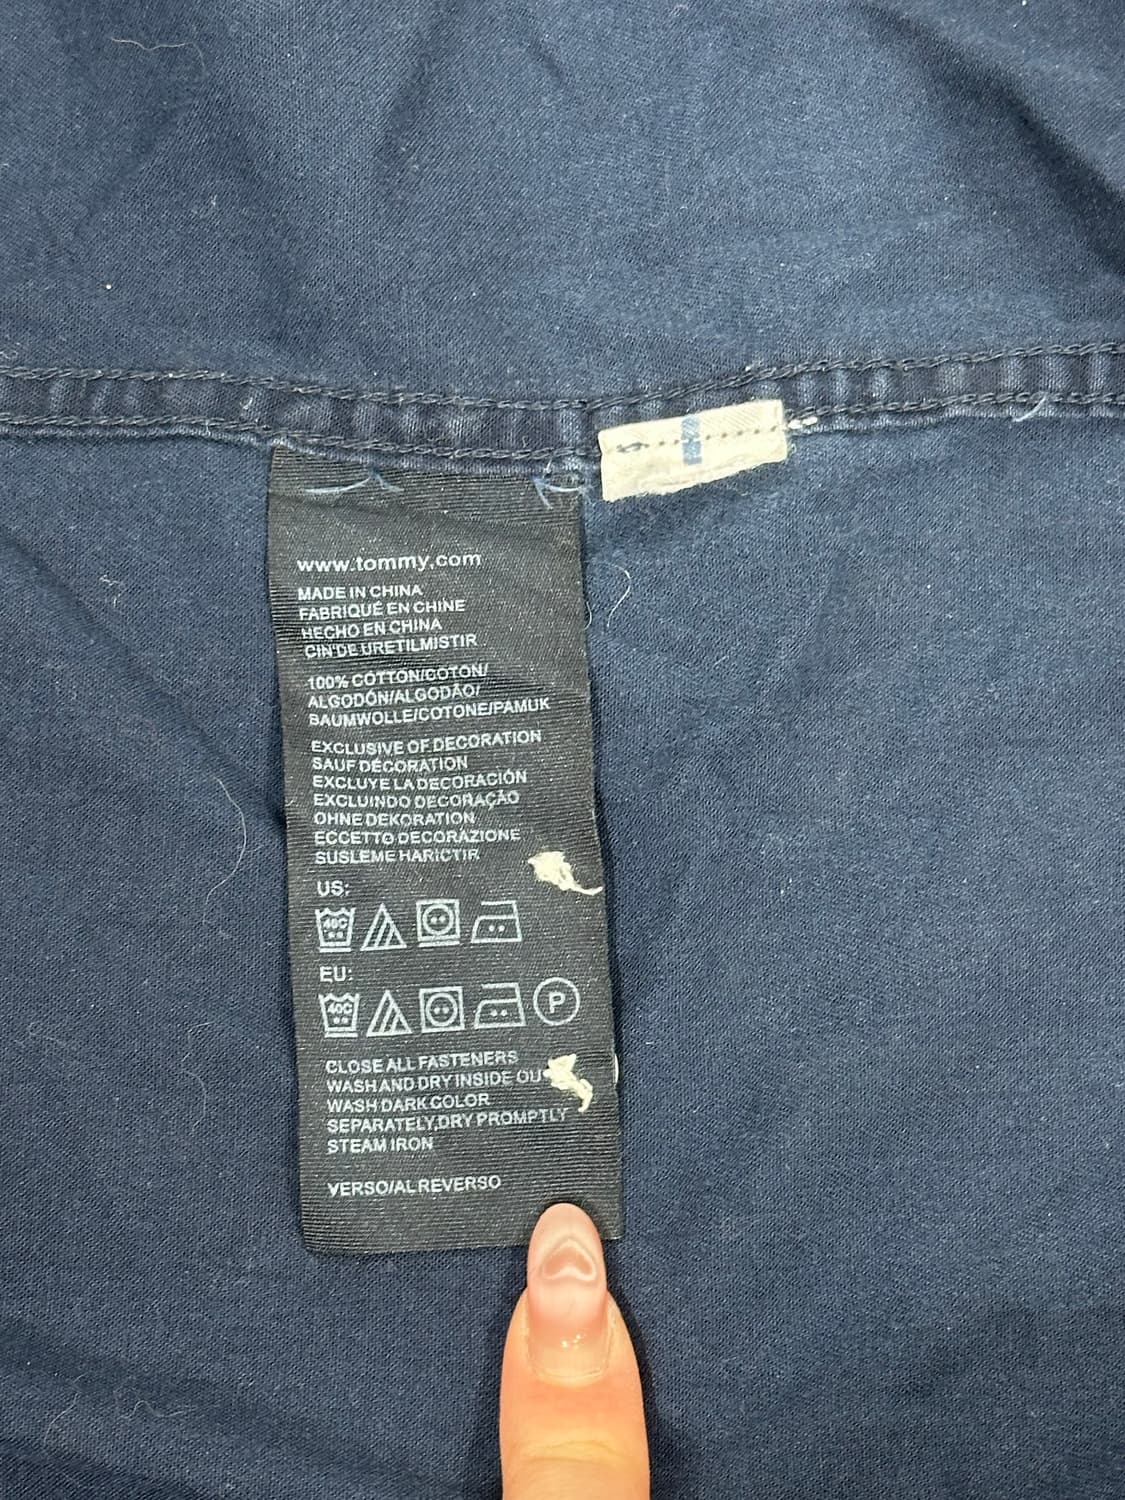 www.tommy.com
MADE IN CHINA
FABRIQUÉ EN CHINE
HECHO EN CHINA
CIN'DE URETILMISTIR
100% COTTON/COTON/
ALGODÓN/ALGODÃO/
BAUMWOLLE/COTONE/PAMUK
EXCLUSIVE OF DECORATION
SAUF DÉCORATION
EXCLUYE LA DECORACIÓN
EXCLUINDO DECORAÇÃO
OHNE DEKORATION
ECCETTO DECORAZIONE
SUSLEME HARICTIR
US:
40C
EU:
40C P
CLOSE ALL FASTENERS
WASH AND DRY INSIDE OU
WASH DARK COLOR
SEPARATELY,DRY PROMPTLY
STEAM IRON
VERSO/AL REVERSO